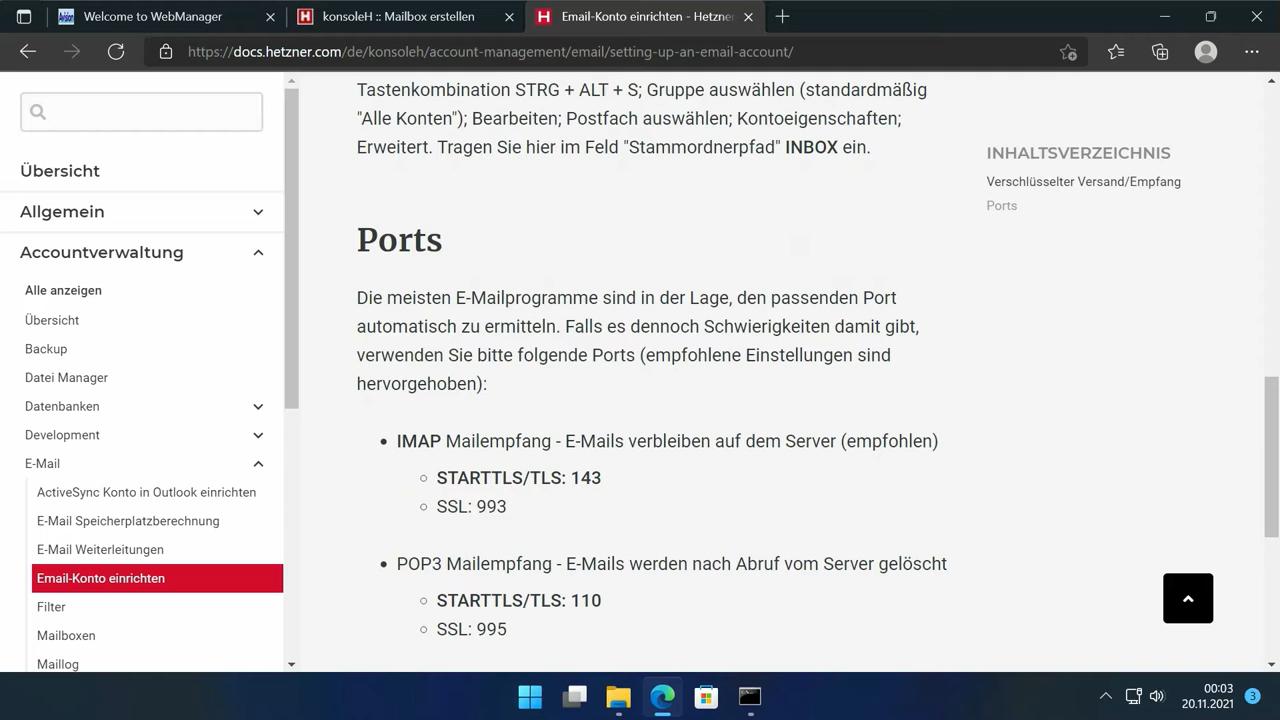 Welcome to WebManager
konsoleH :: Mailbox erstellen
Email-Konto einrichten - Hetzner
https://docs.hetzner.com/de/konsoleh/account-management/email/setting-up-an-email-account/
Übersicht
Allgemein
Accountverwaltung
Alle anzeigen
Übersicht
Backup
Datei Manager
Datenbanken
Development
E-Mail
ActiveSync Konto in Outlook einrichten
E-Mail Speicherplatzberechnung
E-Mail Weiterleitungen
Email-Konto einrichten
Filter
Mailboxen
Maillog
Tastenkombination STRG + ALT + S; Gruppe auswählen (standardmäßig
"Alle Konten"); Bearbeiten; Postfach auswählen; Kontoeigenschaften;
Erweitert. Tragen Sie hier im Feld "Stammordnerpfad" INBOX ein.
Ports
Die meisten E-Mailprogramme sind in der Lage, den passenden Port
automatisch zu ermitteln. Falls es dennoch Schwierigkeiten damit gibt,
verwenden Sie bitte folgende Ports (empfohlene Einstellungen sind
hervorgehoben):
IMAP Mailempfang - E-Mails verbleiben auf dem Server (empfohlen)
STARTTLS/TLS: 143
SSL: 993
POP3 Mailempfang - E-Mails werden nach Abruf vom Server gelöscht
STARTTLS/TLS: 110
SSL: 995
INHALTSVERZEICHNIS
Verschlüsselter Versand/Empfang
Ports
00:03
20.11.2021
3